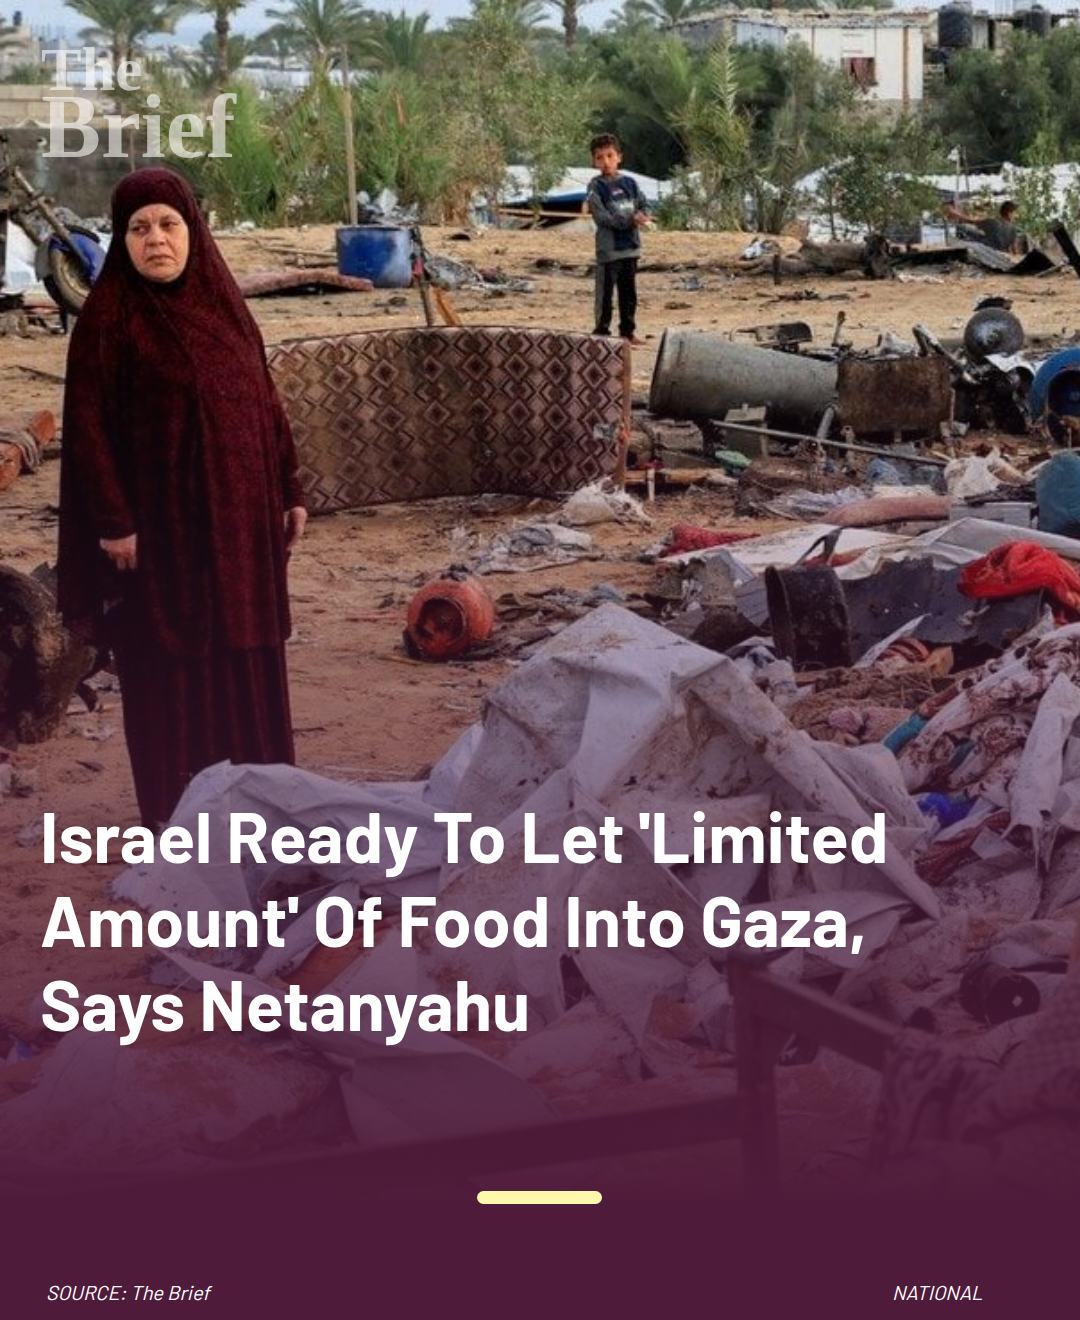 The
Brief
Israel Ready To Let 'Limited
Amount' Of Food Into Gaza,
Says Netanyahu
SOURCE: The Brief
NATIONAL